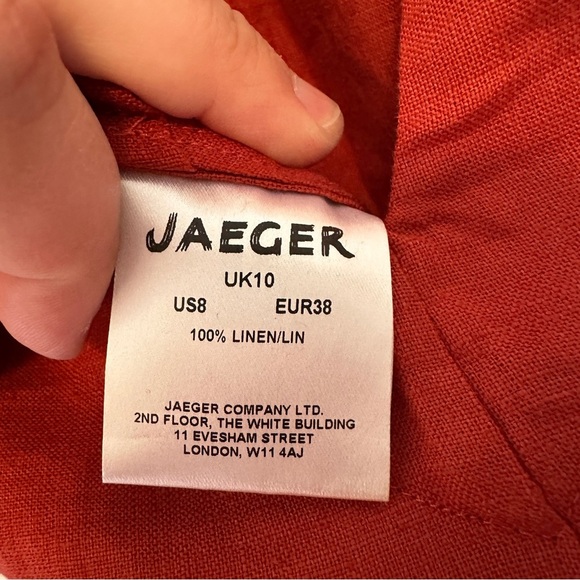 JAEGER
UK10
US8 EUR38
100% LINEN/LIN
JAEGER COMPANY LTD.
2ND FLOOR, THE WHITE BUILDING
11 EVESHAM STREET
LONDON, W11 4AJ